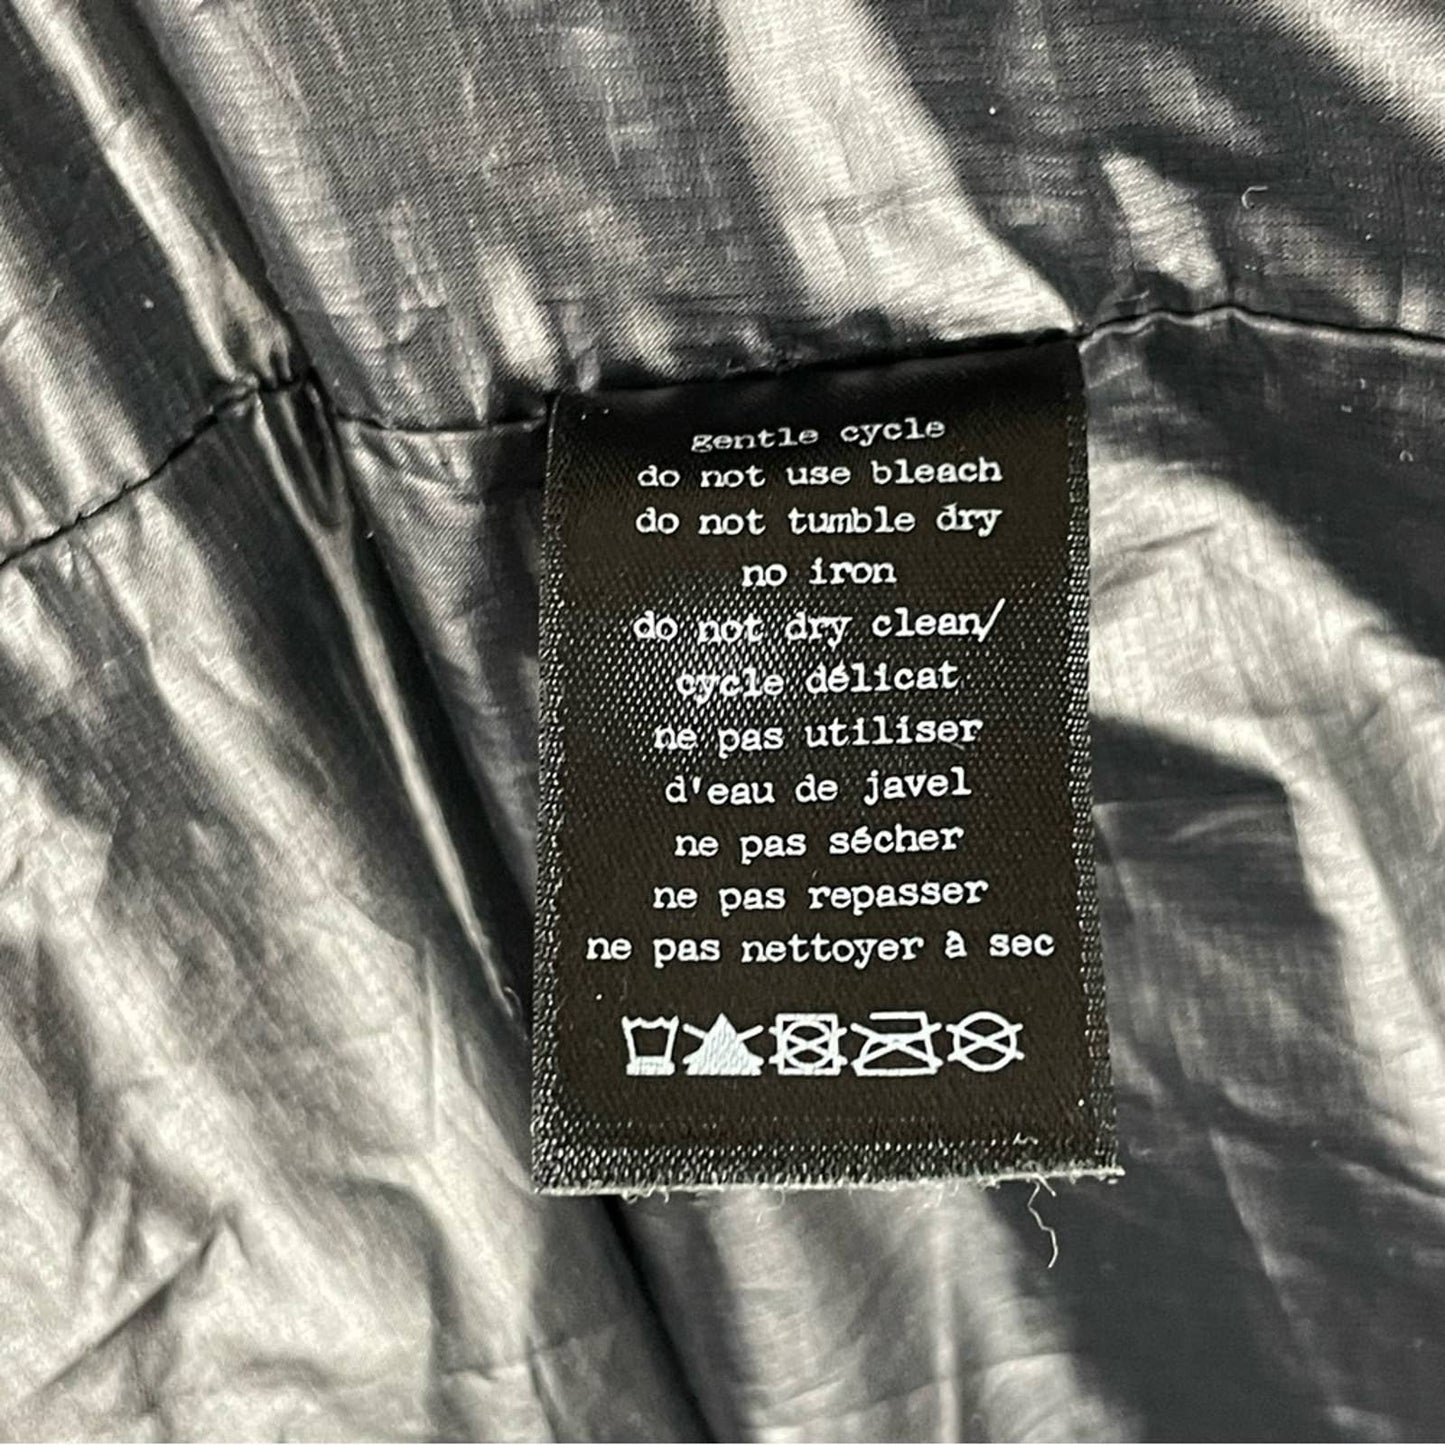 gentle cycle
do not use bleach
do not tumble dry
no iron
do not dry clean/
cycle délicat
ne pas utiliser
d'eau de javel
ne pas sécher
ne pas repasser
ne pas nettoyer à sec